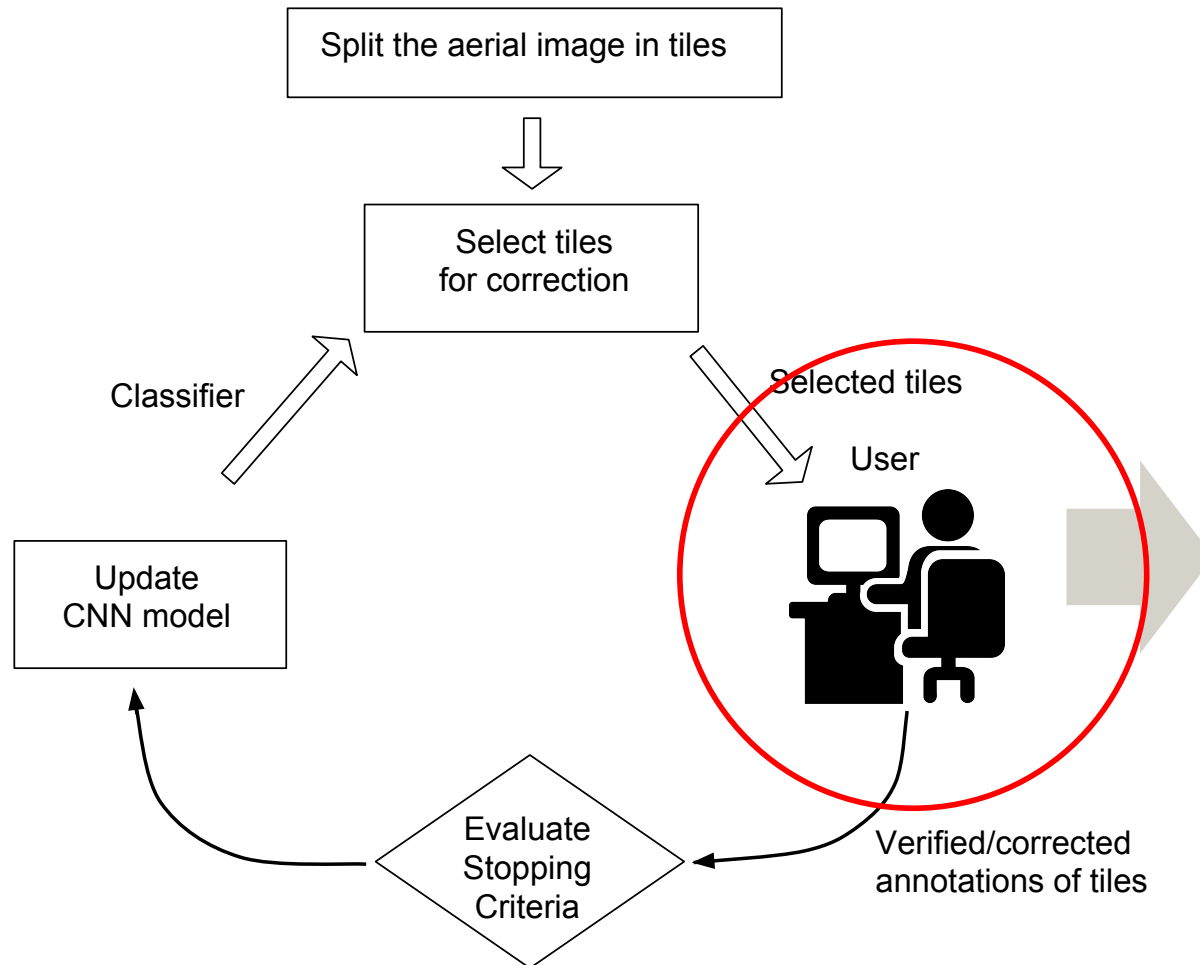 Split the aerial image in tiles
Select tiles
for correction
Classifier
Selected tiles
User
Update
CNN model
Evaluate
Stopping
Criteria
Verified/corrected
annotations of tiles